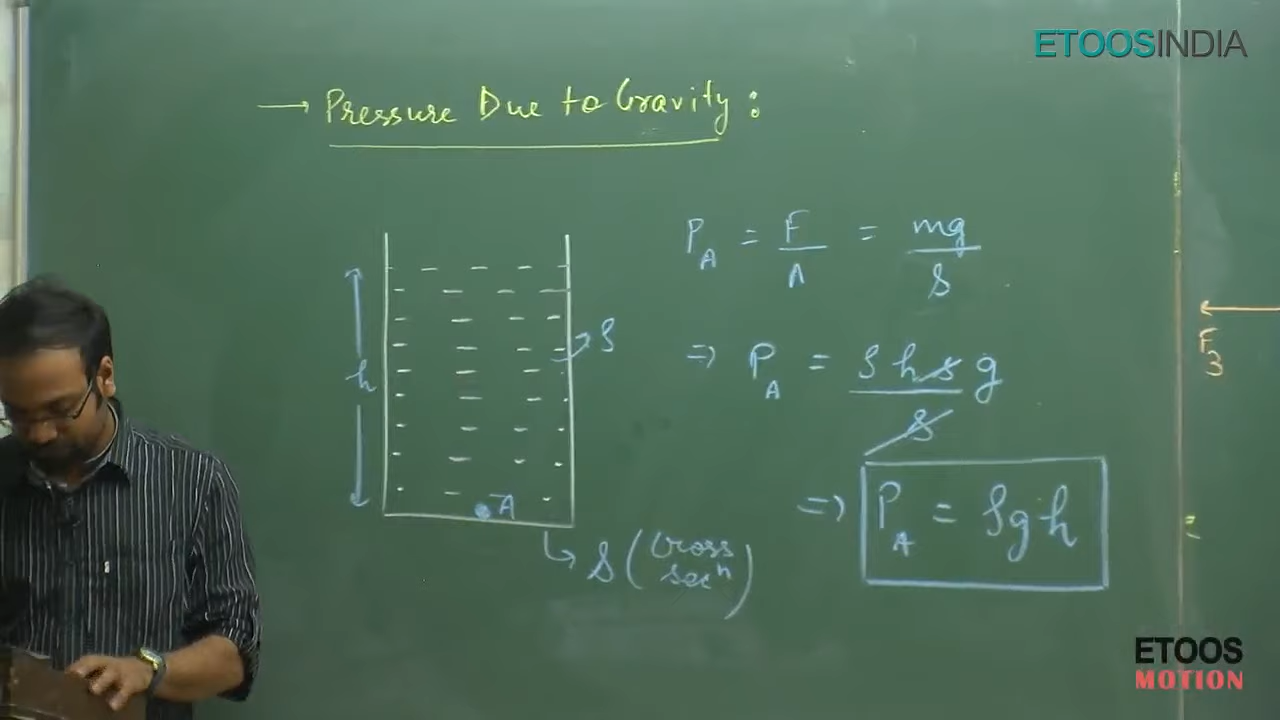 ETOOSINDIA
→ Pressure Due to Gravity :
P_A = F/A = mg/s
h
ρ
⇒ P_A = ρhsg/s
A
⇒ P_A = ρgh
↳ s (Cross secⁿ)
F_3
=
ETOOS
MOTION